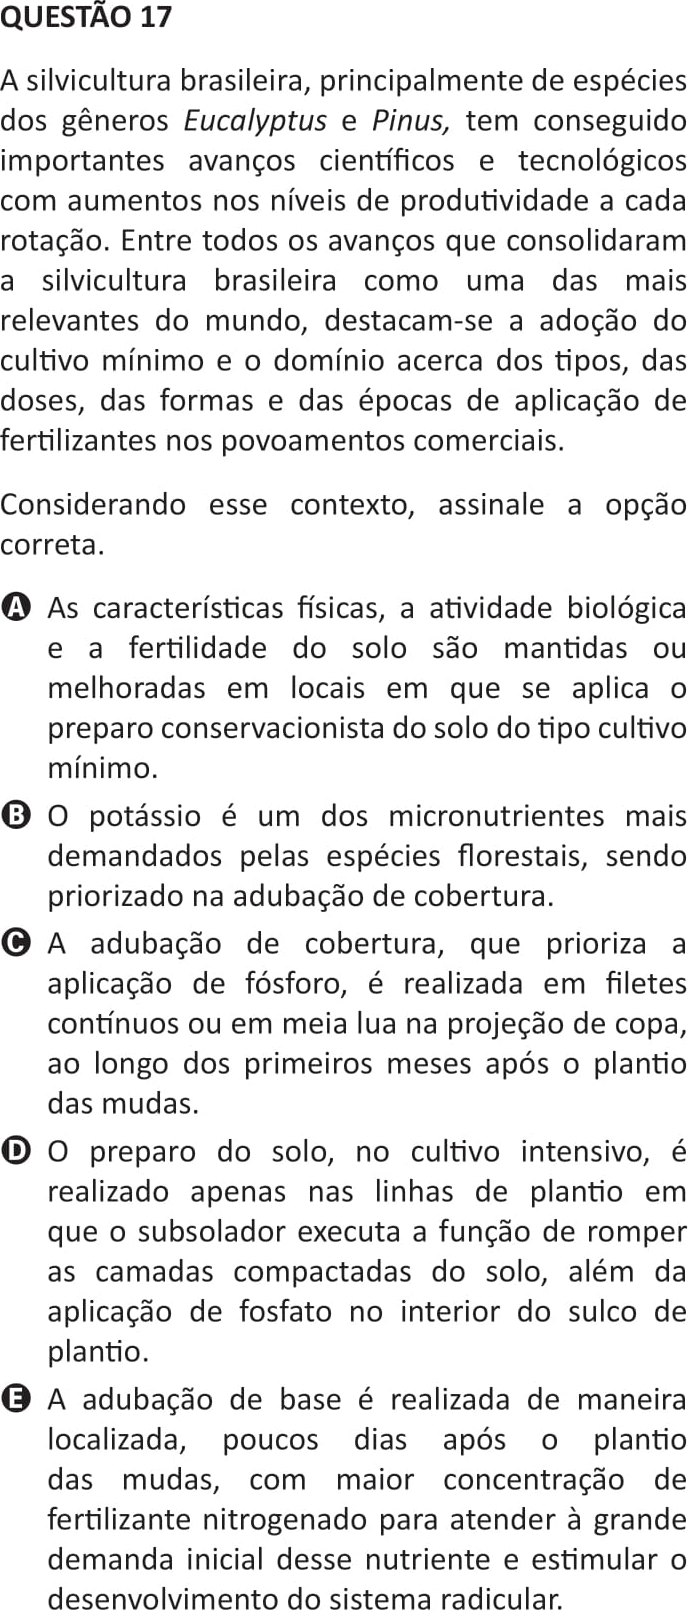 QUESTÃO 17
A silvicultura brasileira, principalmente de espécies
dos gêneros Eucalyptus e Pinus, tem conseguido
importantes avanços científicos e tecnológicos
com aumentos nos níveis de produtividade a cada
rotação. Entre todos os avanços que consolidaram
a silvicultura brasileira como uma das mais
relevantes do mundo, destacam-se a adoção do
cultivo mínimo e o domínio acerca dos tipos, das
doses, das formas e das épocas de aplicação de
fertilizantes nos povoamentos comerciais.
Considerando esse contexto, assinale a opção
correta.
A As características físicas, a atividade biológica
e a fertilidade do solo são mantidas ou
melhoradas em locais em que se aplica o
preparo conservacionista do solo do tipo cultivo
mínimo.
B O potássio é um dos micronutrientes mais
demandados pelas espécies florestais, sendo
priorizado na adubação de cobertura.
C A adubação de cobertura, que prioriza a
aplicação de fósforo, é realizada em filetes
contínuos ou em meia lua na projeção de copa,
ao longo dos primeiros meses após o plantio
das mudas.
D O preparo do solo, no cultivo intensivo, é
realizado apenas nas linhas de plantio em
que o subsolador executa a função de romper
as camadas compactadas do solo, além da
aplicação de fosfato no interior do sulco de
plantio.
E A adubação de base é realizada de maneira
localizada, poucos dias após o plantio
das mudas, com maior concentração de
fertilizante nitrogenado para atender à grande
demanda inicial desse nutriente e estimular o
desenvolvimento do sistema radicular.